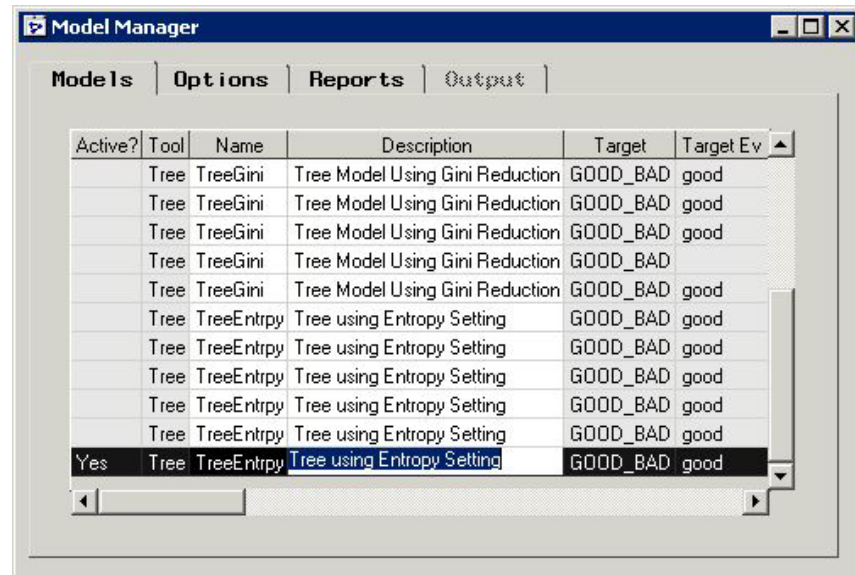 Model Manager
Models Options Reports Output
Active? Tool Name Description Target Target Ev
Tree TreeGini Tree Model Using Gini Reduction GOOD_BAD good
Tree TreeGini Tree Model Using Gini Reduction GOOD_BAD good
Tree TreeGini Tree Model Using Gini Reduction GOOD_BAD good
Tree TreeGini Tree Model Using Gini Reduction GOOD_BAD
Tree TreeGini Tree Model Using Gini Reduction GOOD_BAD good
Tree TreeEntrpy Tree using Entropy Setting GOOD_BAD good
Tree TreeEntrpy Tree using Entropy Setting GOOD_BAD good
Tree TreeEntrpy Tree using Entropy Setting GOOD_BAD good
Tree TreeEntrpy Tree using Entropy Setting GOOD_BAD good
Tree TreeEntrpy Tree using Entropy Setting GOOD_BAD good
Yes Tree TreeEntrpy Tree using Entropy Setting GOOD_BAD good